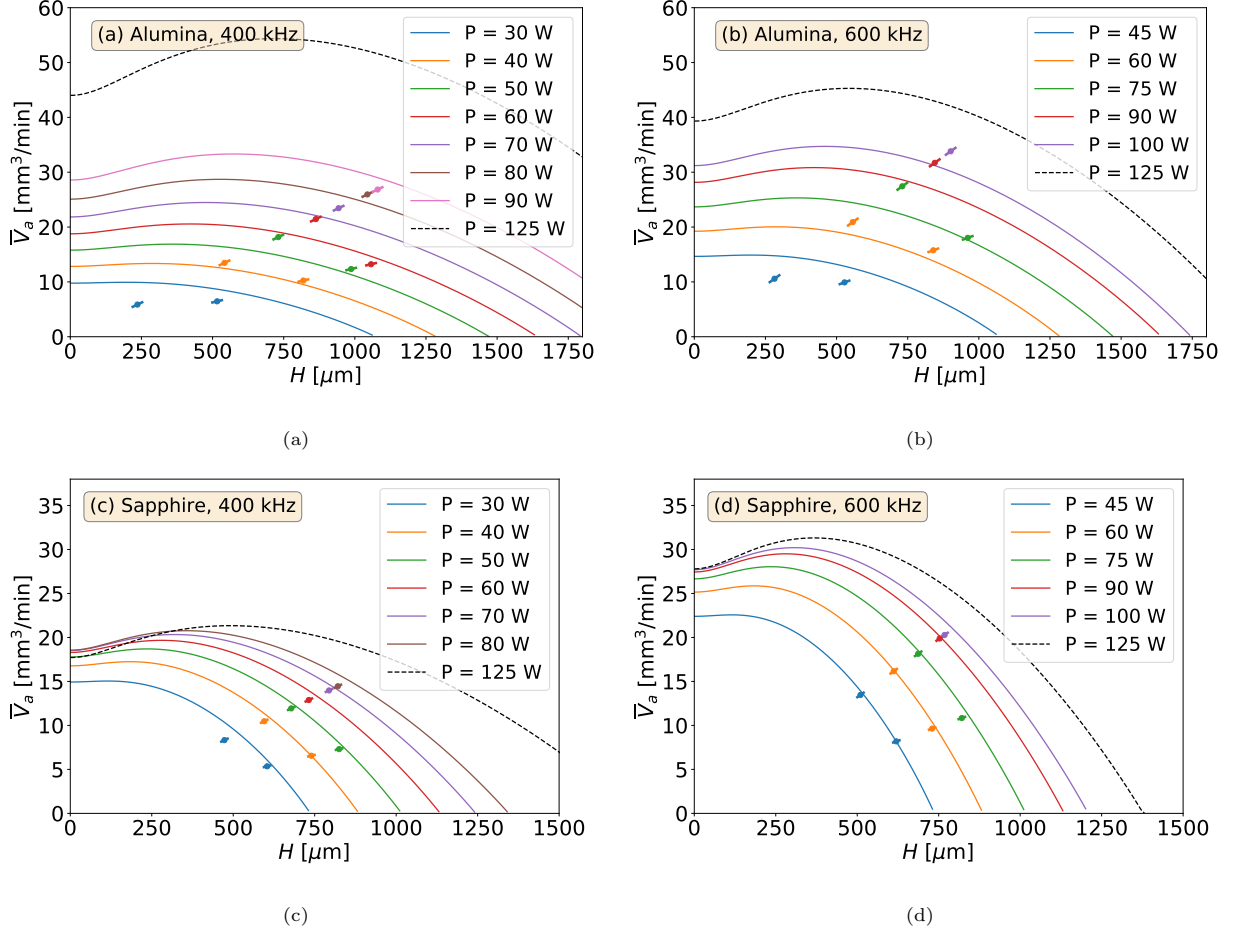 (a) Alumina, 400 kHz
P = 30 W
P = 40 W
P = 50 W
P = 60 W
P = 70 W
P = 80 W
P = 90 W
P = 125 W
60
50
40
30
20
10
0
V̅ₐ [mm³/min]
0 250 500 750 1000 1250 1500 1750
H [μm]
(a)
(b) Alumina, 600 kHz
P = 45 W
P = 60 W
P = 75 W
P = 90 W
P = 100 W
P = 125 W
60
50
40
30
20
10
0
V̅ₐ [mm³/min]
0 250 500 750 1000 1250 1500 1750
H [μm]
(b)
(c) Sapphire, 400 kHz
P = 30 W
P = 40 W
P = 50 W
P = 60 W
P = 70 W
P = 80 W
P = 125 W
35
30
25
20
15
10
5
0
V̅ₐ [mm³/min]
0 250 500 750 1000 1250 1500
H [μm]
(c)
(d) Sapphire, 600 kHz
P = 45 W
P = 60 W
P = 75 W
P = 90 W
P = 100 W
P = 125 W
35
30
25
20
15
10
5
0
V̅ₐ [mm³/min]
0 250 500 750 1000 1250 1500
H [μm]
(d)